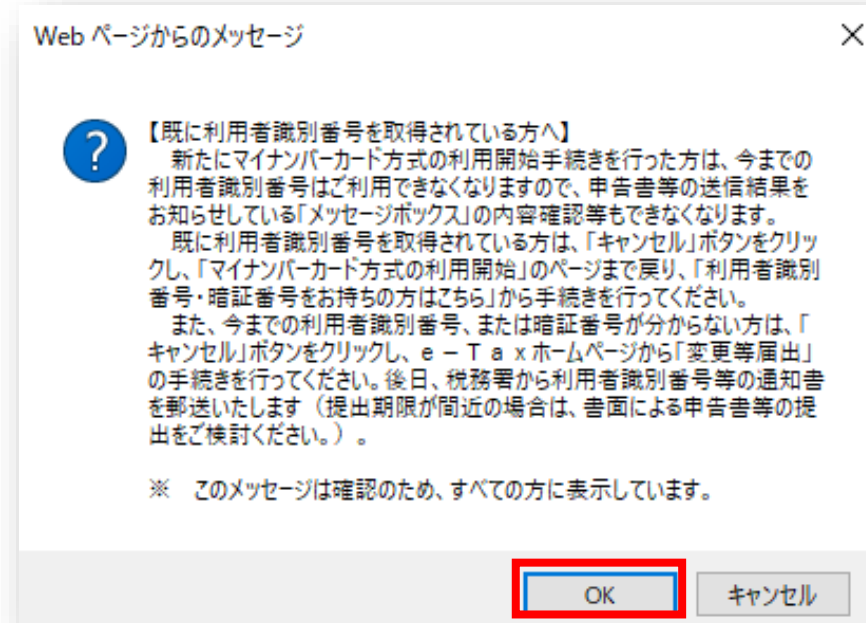 Web ページからのメッセージ
【既に利用者識別番号を取得されている方へ】
新たにマイナンバーカード方式の利用開始手続きを行った方は、今までの
利用者識別番号はご利用できなくなりますので、申告書等の送信結果を
お知らせしている「メッセージボックス」の内容確認等もできなくなります。
既に利用者識別番号を取得されている方は、「キャンセル」ボタンをクリッ
クし、「マイナンバーカード方式の利用開始」のページまで戻り、「利用者識別
番号・暗証番号をお持ちの方はこちら」から手続きを行ってください。
また、今までの利用者識別番号、または暗証番号が分からない方は、「
キャンセル」ボタンをクリックし、ｅ－Ｔａｘホームページから「変更等届出」
の手続きを行ってください。後日、税務署から利用者識別番号等の通知書
を郵送いたします（提出期限が間近の場合は、書面による申告書等の提
出をご検討ください。）。
※　このメッセージは確認のため、すべての方に表示しています。
OK
キャンセル